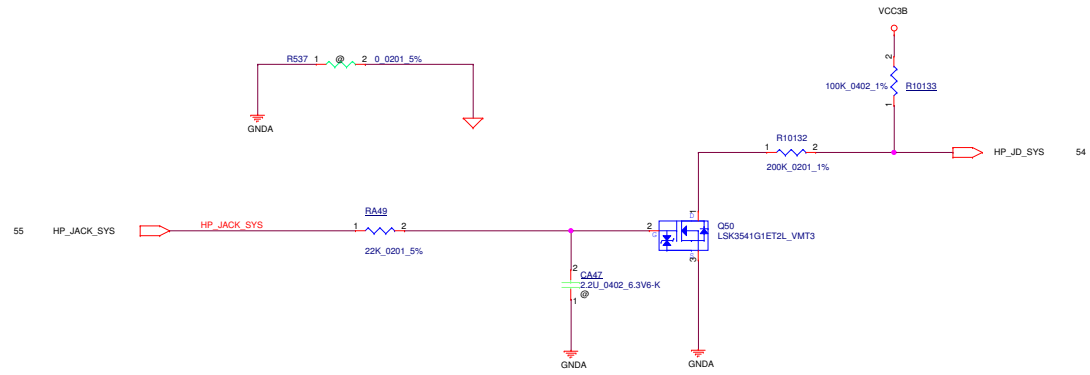 VCC3B
R537 1 @ 2 0_0201_5%
2
100K_0402_1% R10133
1
GNDA
R10132
1 2
200K_0201_1%
HP_JD_SYS 54
55 HP_JACK_SYS
HP_JACK_SYS
RA49
1 2
22K_0201_5%
1
2
G
Q50
LSK3541G1ET2L_VMT3
3
2
CA47
2.2U_0402_6.3V6-K
@
1
GNDA
GNDA